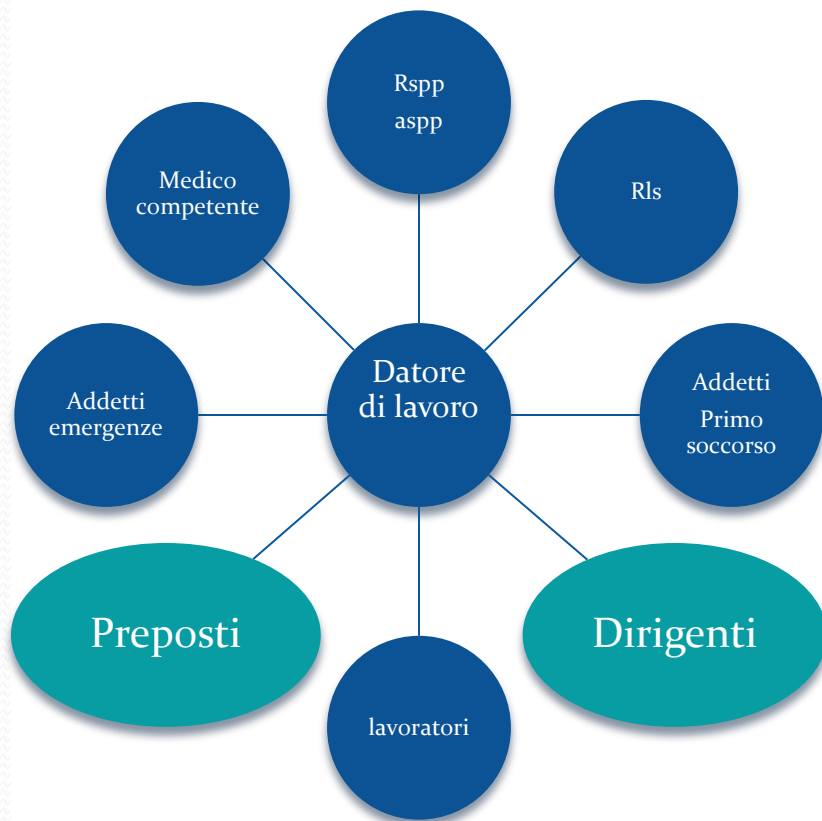 Rspp
aspp
Medico
competente
Rls
Datore
di lavoro
Addetti
emergenze
Addetti
Primo
soccorso
Preposti
Dirigenti
lavoratori